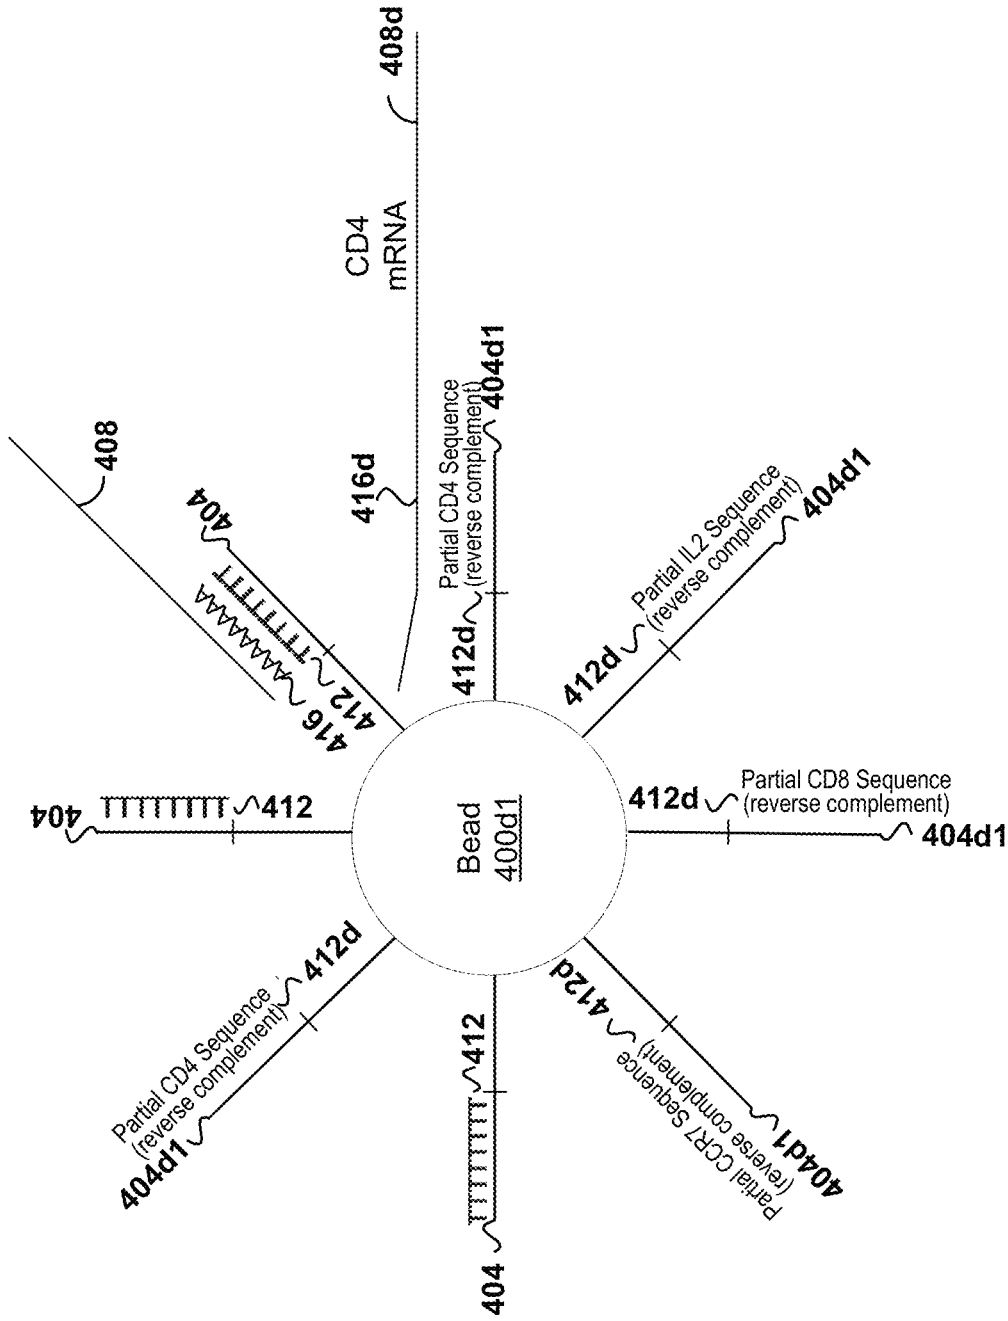 408d
CD4
mRNA
408
404
416d
404d1
Partial CD4 Sequence
(reverse complement)
412d
AAAAAAAAA
TTTTTTTTT
416
412
Partial IL2 Sequence
(reverse complement)
404d1
412d
404
412
Bead
400d1
412d
Partial CD8 Sequence
(reverse complement)
404d1
412d
Partial CD4 Sequence
(reverse complement)
404d1
412d
Partial CCR7 Sequence
(reverse complement)
404d1
412
404